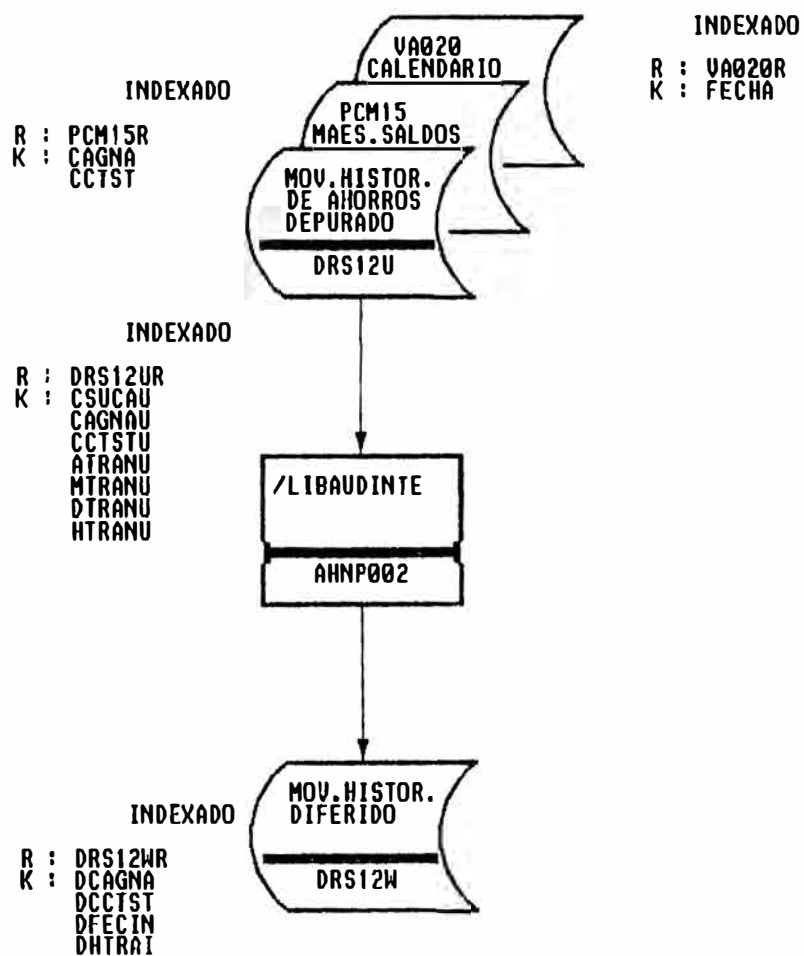 INDEXADO
R : VA020R
K : FECHA
VA020
CALENDARIO
INDEXADO
R : PCM15R
K : CAGNA
CCTST
PCM15
MAES.SALDOS
MOV.HISTOR.
DE AHORROS
DEPURADO
DRS12U
INDEXADO
R : DRS12UR
K : CSUCAU
CAGNAU
CCTSTU
ATRANU
MTRANU
DTRANU
HTRANU
/LIBAUDINTE
AHNP002
MOV.HISTOR.
DIFERIDO
DRS12W
INDEXADO
R : DRS12WR
K : DCAGNA
DCCTST
DFECIN
DHTRAI